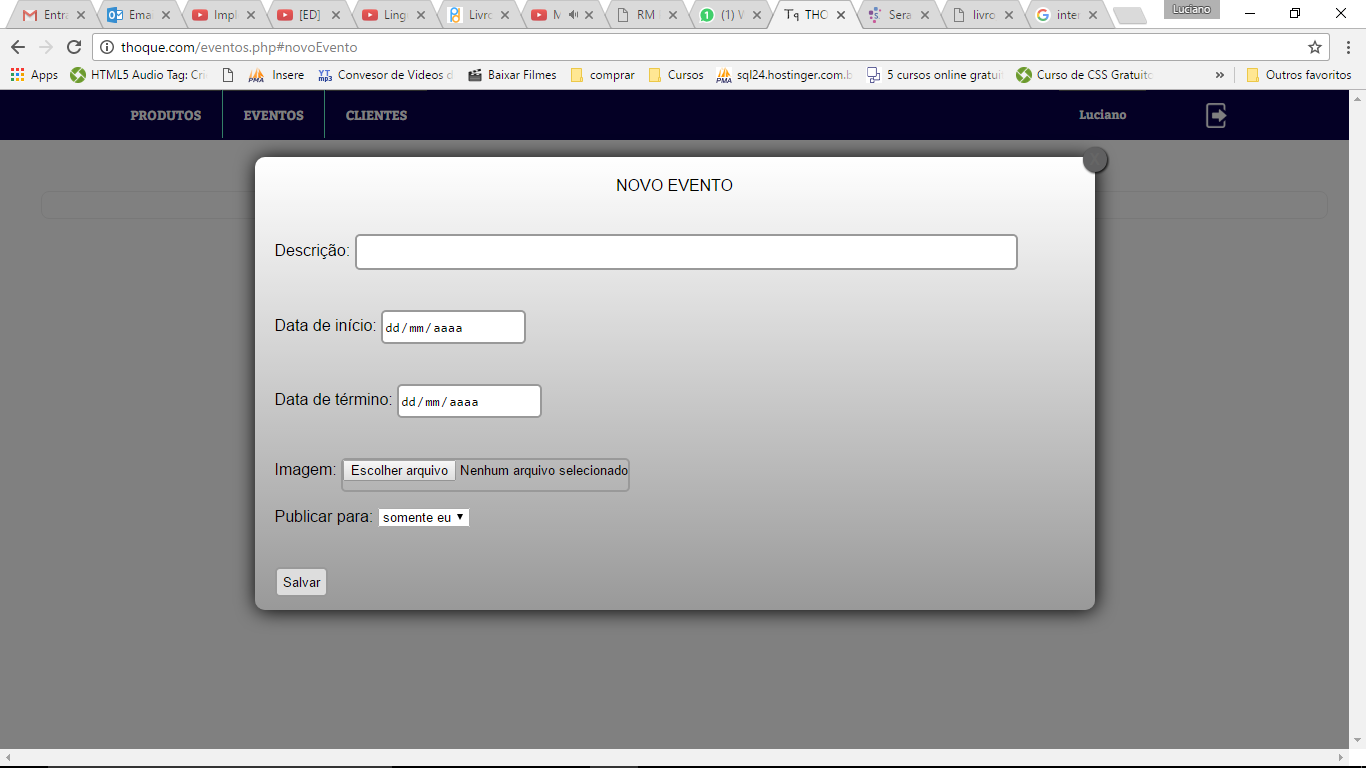 Luciano
Entra Ema Impl [ED] Ling Livro M RM (1) W THO Sera livro inter
thoque.com/eventos.php#novoEvento
Apps HTML5 Audio Tag: Cri Insere Convesor de Videos d Baixar Filmes comprar Cursos sql24.hostinger.com.b 5 cursos online gratui Curso de CSS Gratuito » Outros favoritos
PRODUTOS EVENTOS CLIENTES Luciano
NOVO EVENTO
Descrição:
Data de início: dd/mm/aaaa
Data de término: dd/mm/aaaa
Imagem: Escolher arquivo Nenhum arquivo selecionado
Publicar para: somente eu
Salvar